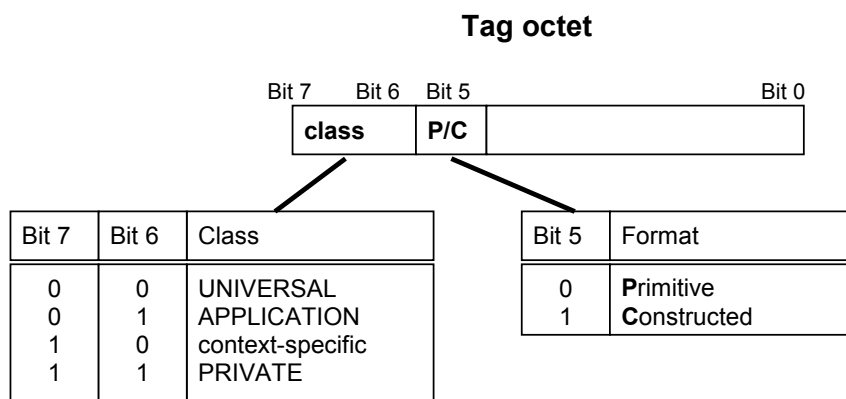 Tag octet
Bit 7 Bit 6 Bit 5 Bit 0
class P/C
Bit 7 Bit 6 Class
0 0 UNIVERSAL
0 1 APPLICATION
1 0 context-specific
1 1 PRIVATE
Bit 5 Format
0 Primitive
1 Constructed